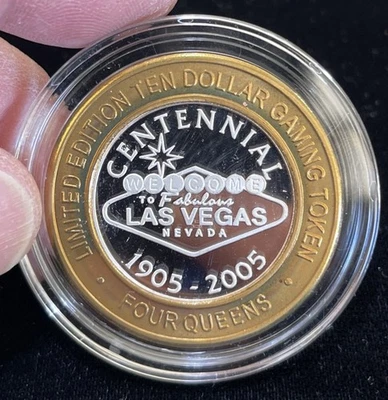 LIMITED EDITION TEN DOLLAR GAMING TOKEN
CENTENNIAL
WELCOME
TO Fabulous
LAS VEGAS
NEVADA
1905 - 2005
FOUR QUEENS